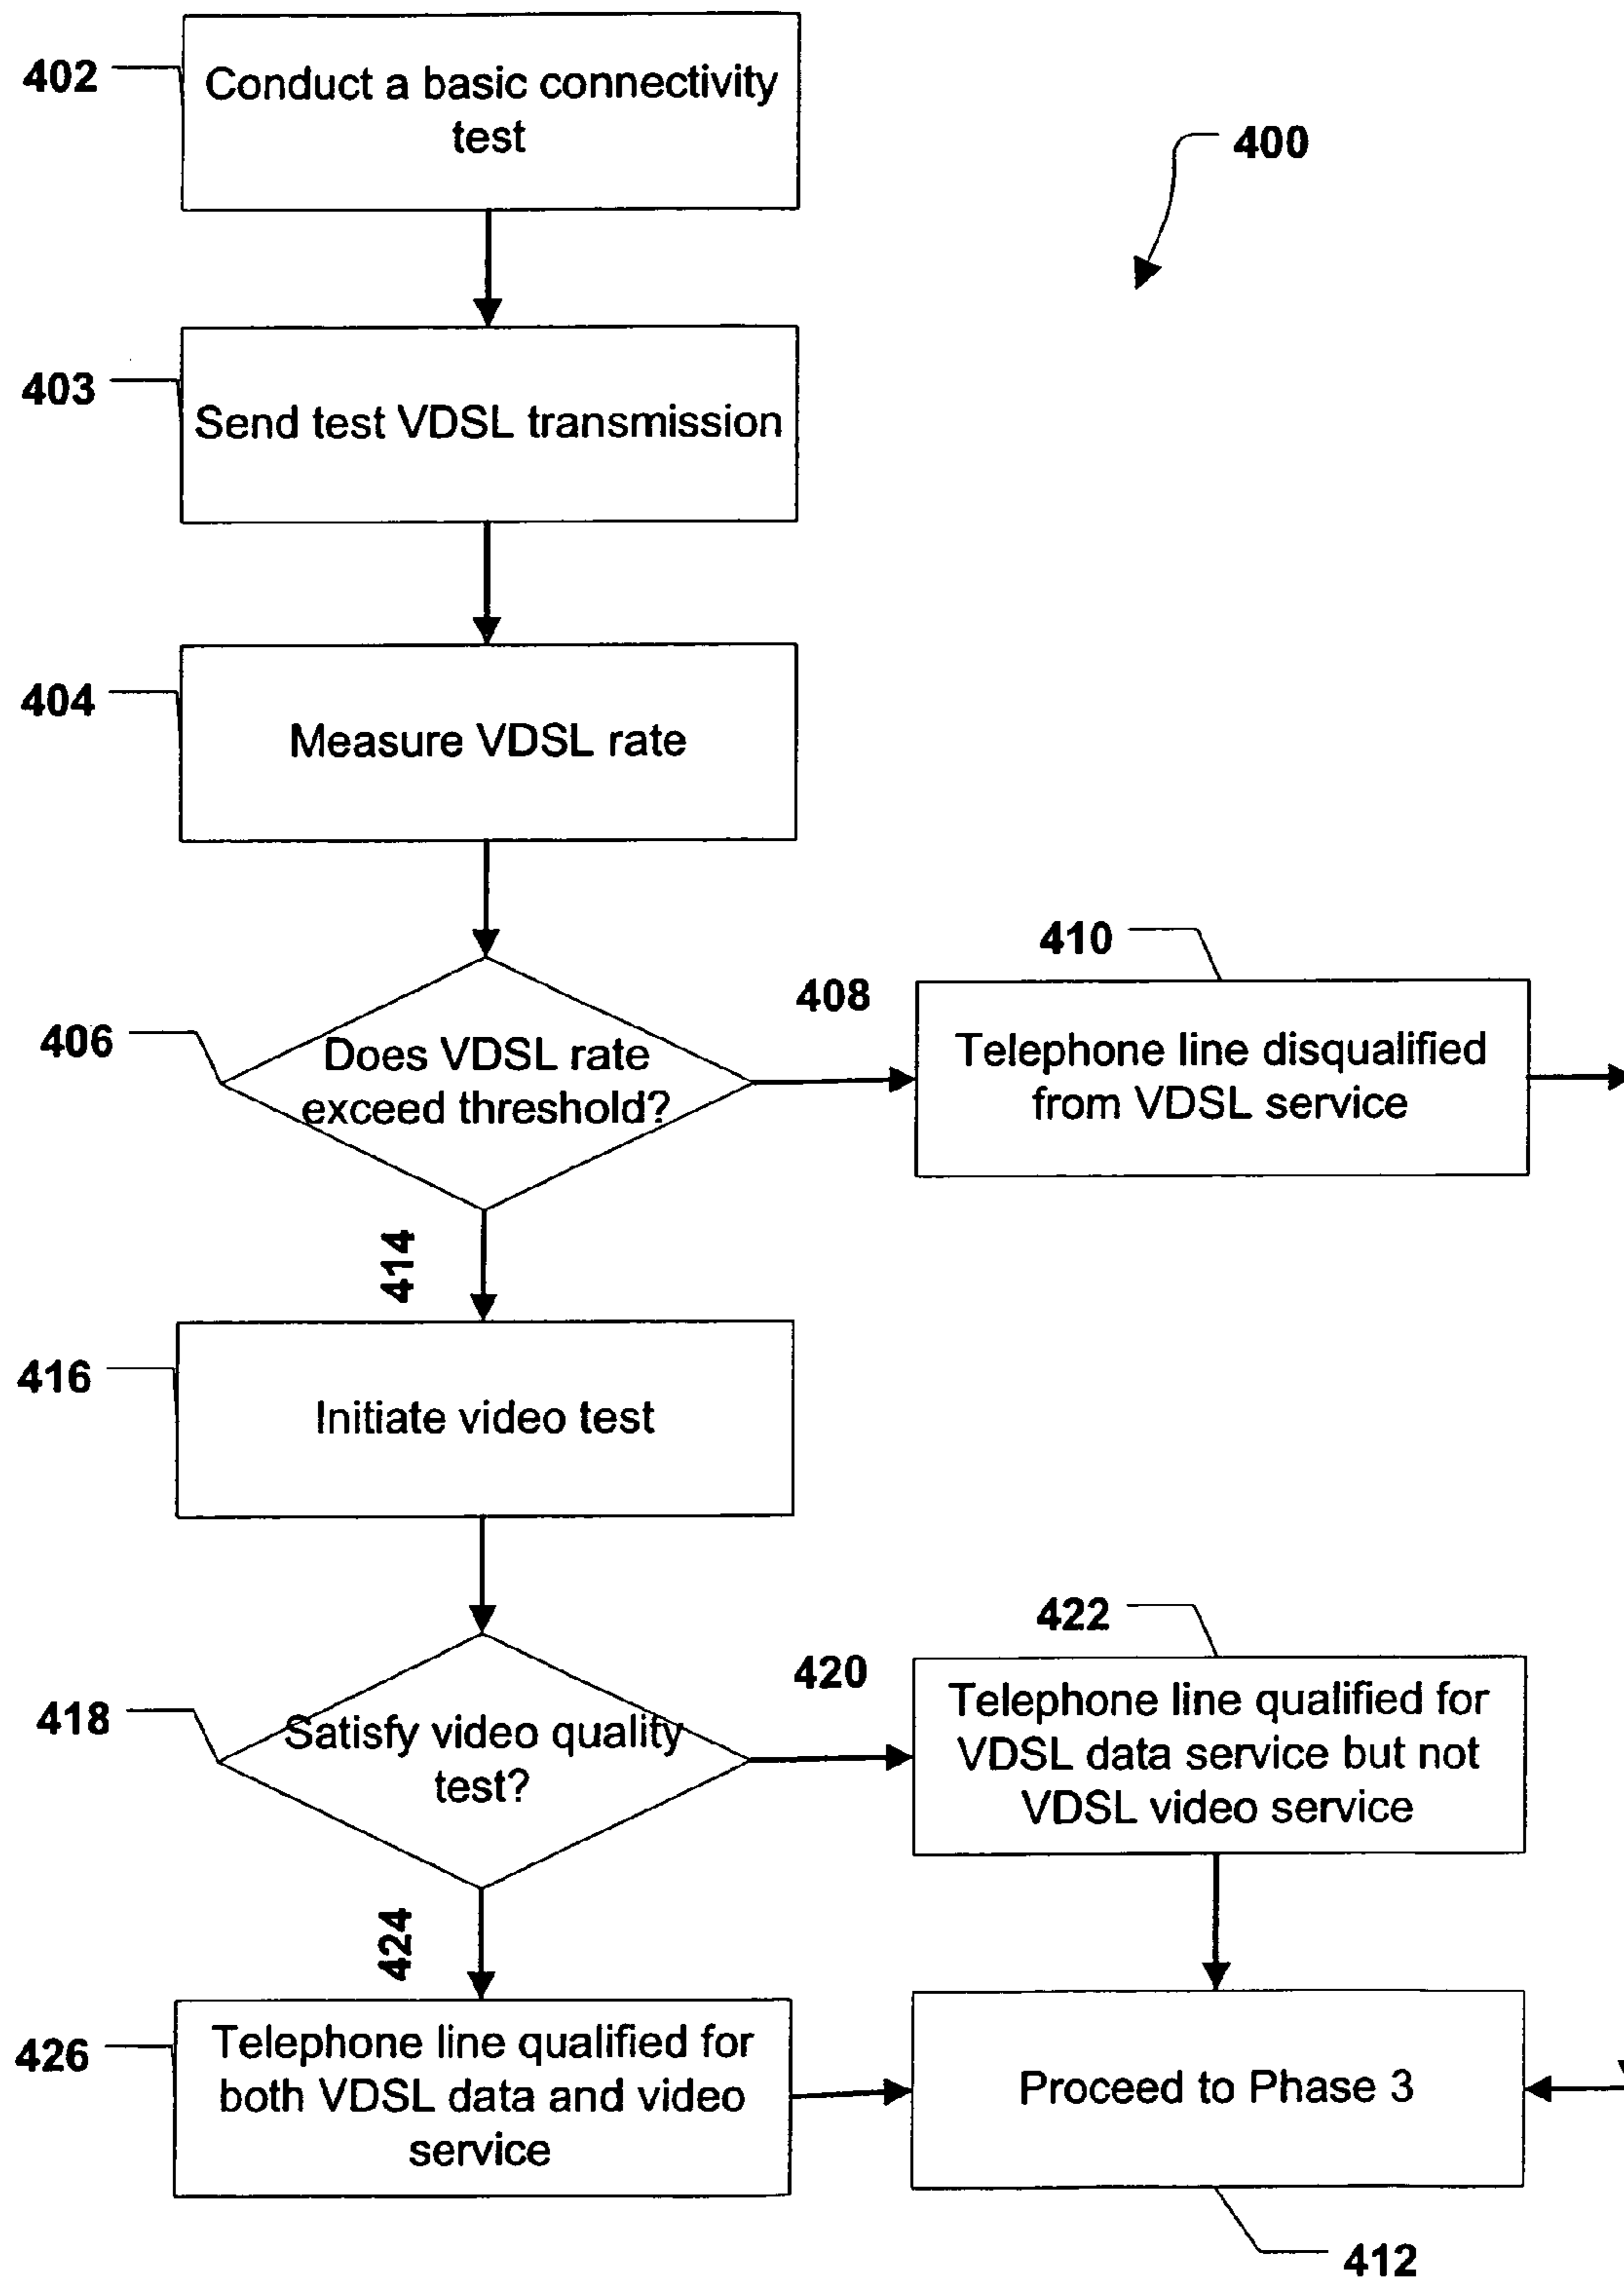 402
Conduct a basic connectivity
test
400
403
Send test VDSL transmission
404
Measure VDSL rate
406
Does VDSL rate
exceed threshold?
408
410
Telephone line disqualified
from VDSL service
414
416
Initiate video test
418
Satisfy video quality
test?
420
422
Telephone line qualified for
VDSL data service but not
VDSL video service
424
426
Telephone line qualified for
both VDSL data and video
service
Proceed to Phase 3
412